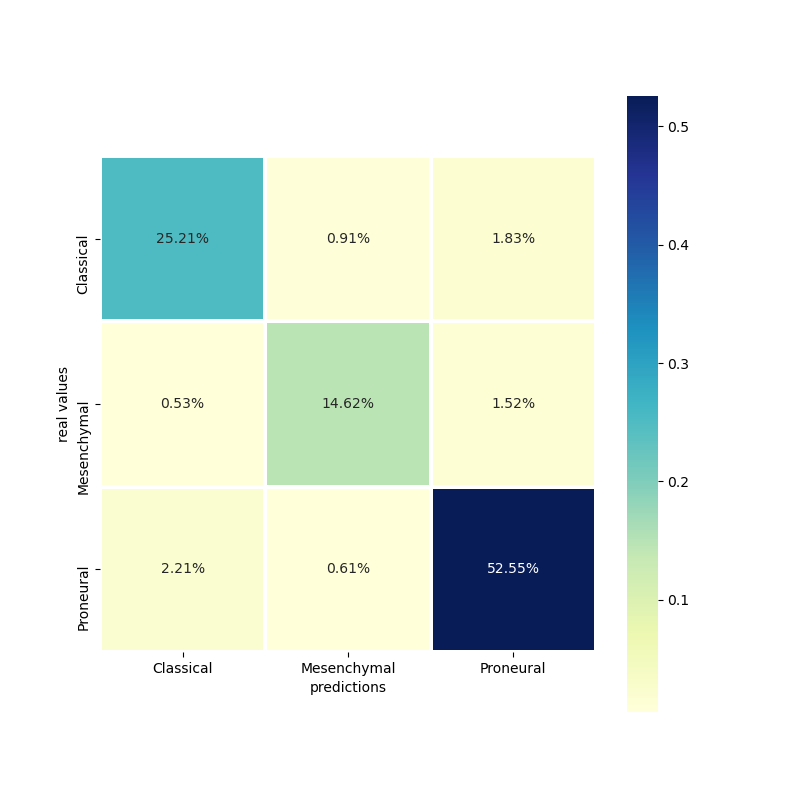 0.5
Classical
25.21%
0.91%
1.83%
0.4
real values
Mesenchymal
0.53%
14.62%
1.52%
0.3
0.2
Proneural
2.21%
0.61%
52.55%
0.1
Classical
Mesenchymal
Proneural
predictions